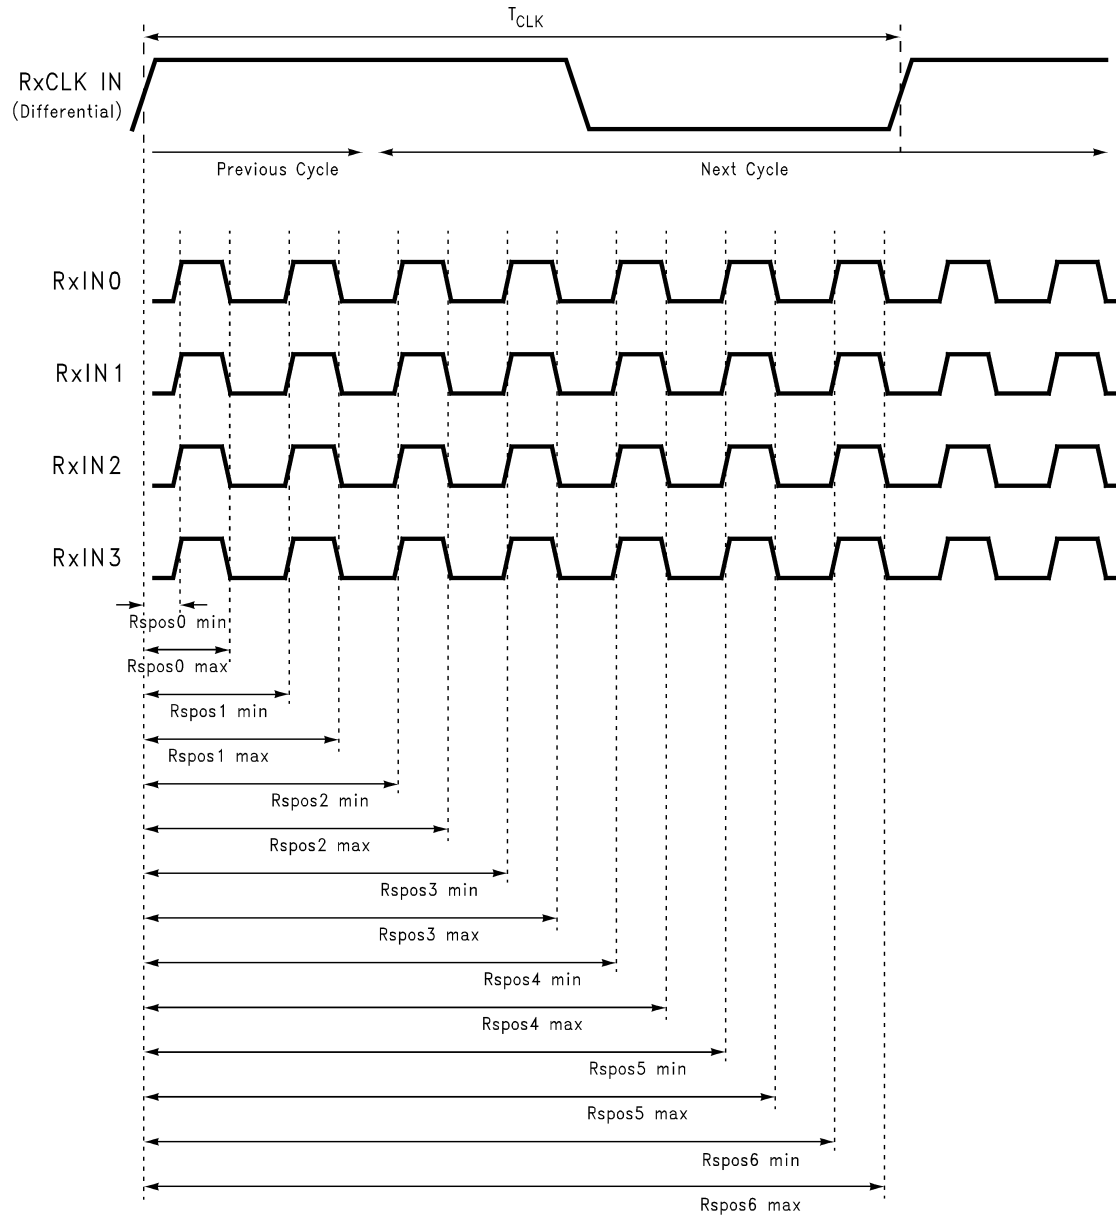 TCLK
RxCLK IN
(Differential)
Previous Cycle
Next Cycle
RxIN0
RxIN1
RxIN2
RxIN3
Rspos0 min
Rspos0 max
Rspos1 min
Rspos1 max
Rspos2 min
Rspos2 max
Rspos3 min
Rspos3 max
Rspos4 min
Rspos4 max
Rspos5 min
Rspos5 max
Rspos6 min
Rspos6 max